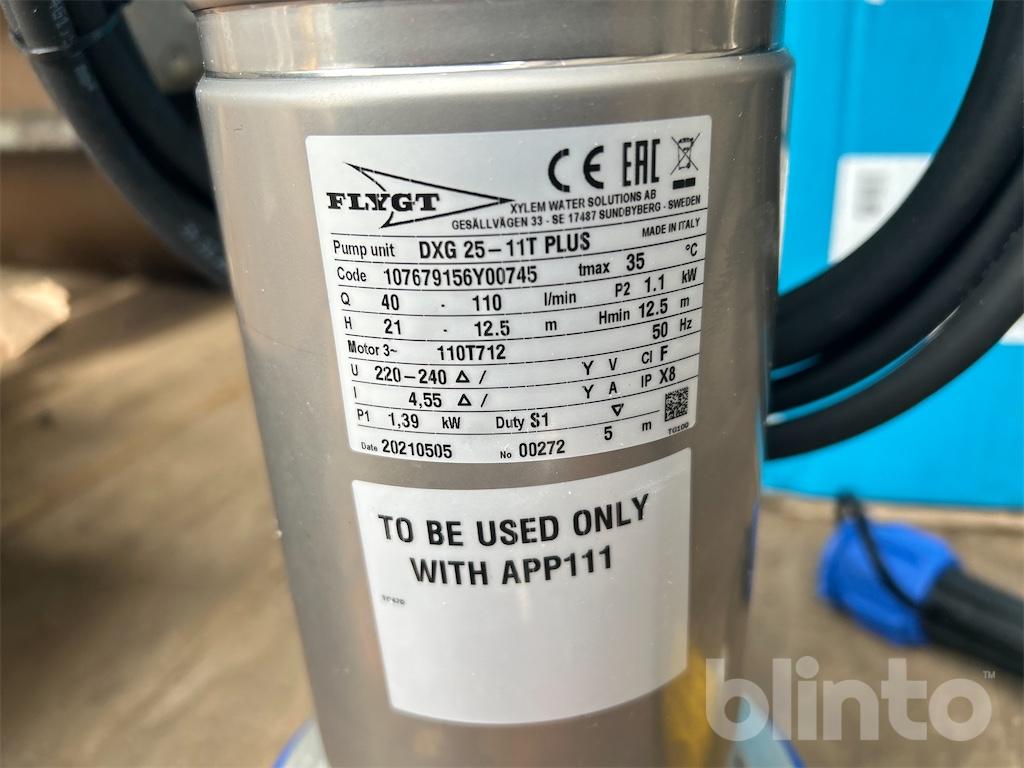 FLYGT
CE EAC
XYLEM WATER SOLUTIONS AB
GESÄLLVÄGEN 33 - SE 17487 SUNDBYBERG - SWEDEN
MADE IN ITALY
Pump unit DXG 25-11T PLUS
Code 107679156Y00745 tmax 35 °C
Q 40 - 110 l/min P2 1.1 kW
H 21 - 12.5 m Hmin 12.5 m
Motor 3~ 110T712 50 Hz
U 220-240 Δ / Y V Cl F
I 4,55 Δ / Y A IP X8
P1 1,39 kW Duty S1 ▽ 5 m
Date 20210505 No 00272 TG100
TO BE USED ONLY
WITH APP111
blinto™